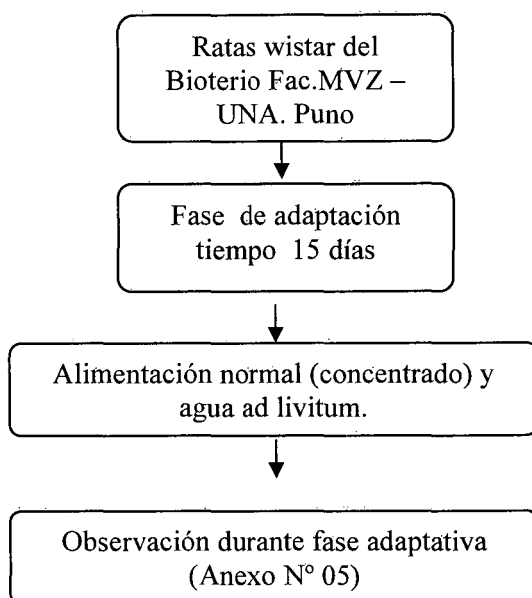 Ratas wistar del
Bioterio Fac.MVZ –
UNA. Puno
Fase de adaptación
tiempo 15 días
Alimentación normal (concentrado) y
agua ad livitum.
Observación durante fase adaptativa
(Anexo N° 05)